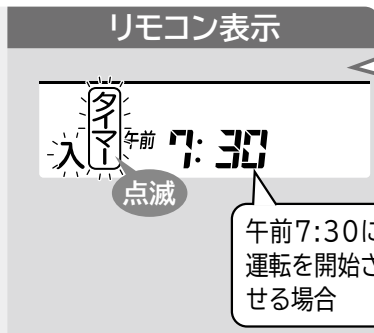 リモコン表示
入タイマー 午前 7:30
点滅
午前7:30に
運転を開始さ
せる場合